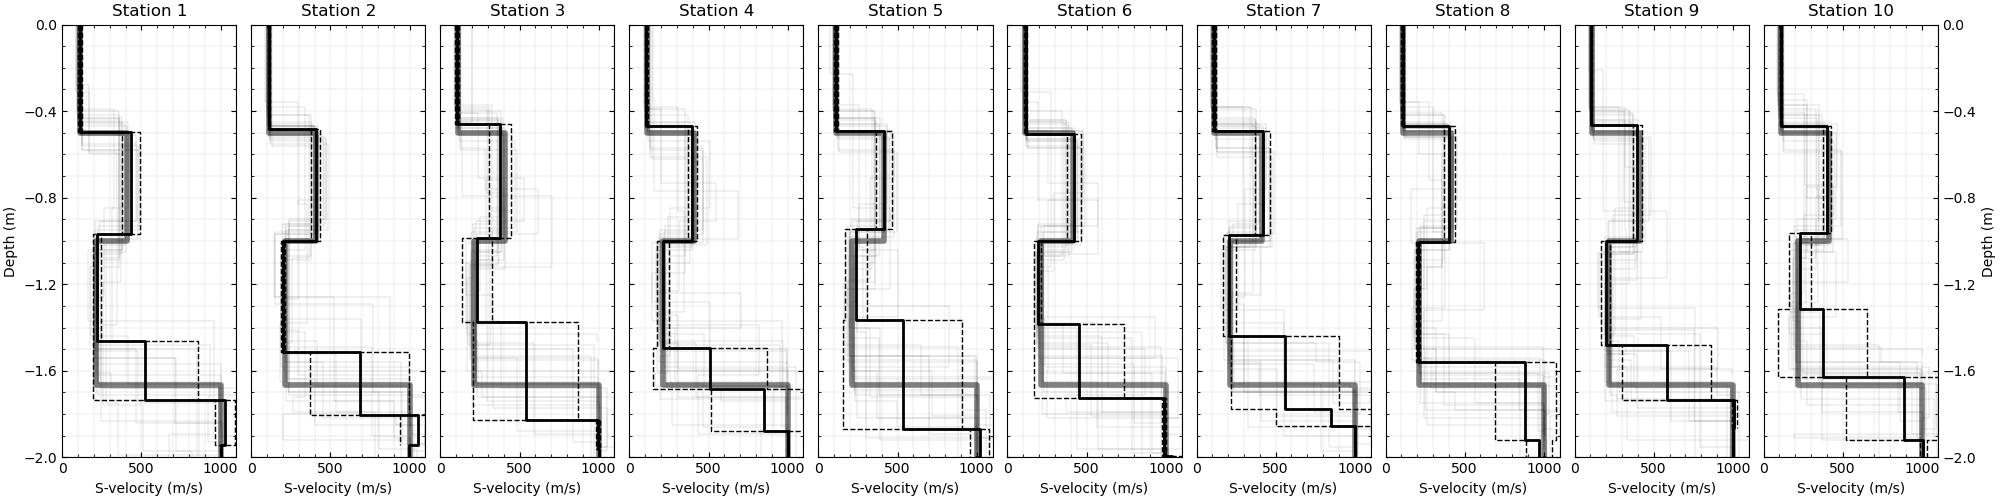 Station 1 Station 2 Station 3 Station 4 Station 5 Station 6 Station 7 Station 8 Station 9 Station 10
0.0 0.0
−0.4 −0.4
−0.8 −0.8
Depth (m) Depth (m)
−1.2 −1.2
−1.6 −1.6
−2.0 −2.0
0 500 1000 0 500 1000 0 500 1000 0 500 1000 0 500 1000 0 500 1000 0 500 1000 0 500 1000 0 500 1000 0 500 1000
S-velocity (m/s) S-velocity (m/s) S-velocity (m/s) S-velocity (m/s) S-velocity (m/s) S-velocity (m/s) S-velocity (m/s) S-velocity (m/s) S-velocity (m/s) S-velocity (m/s)